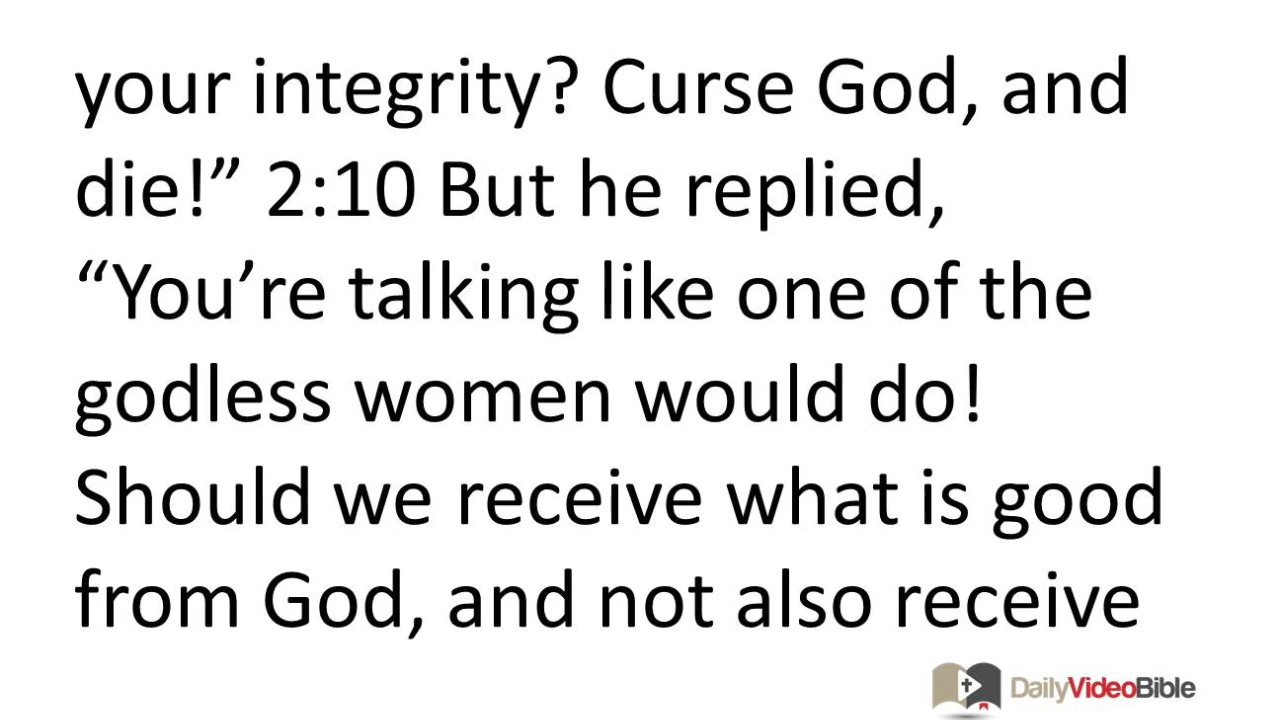 your integrity? Curse God, and
die!” 2:10 But he replied,
“You’re talking like one of the
godless women would do!
Should we receive what is good
from God, and not also receive
DailyVideoBible